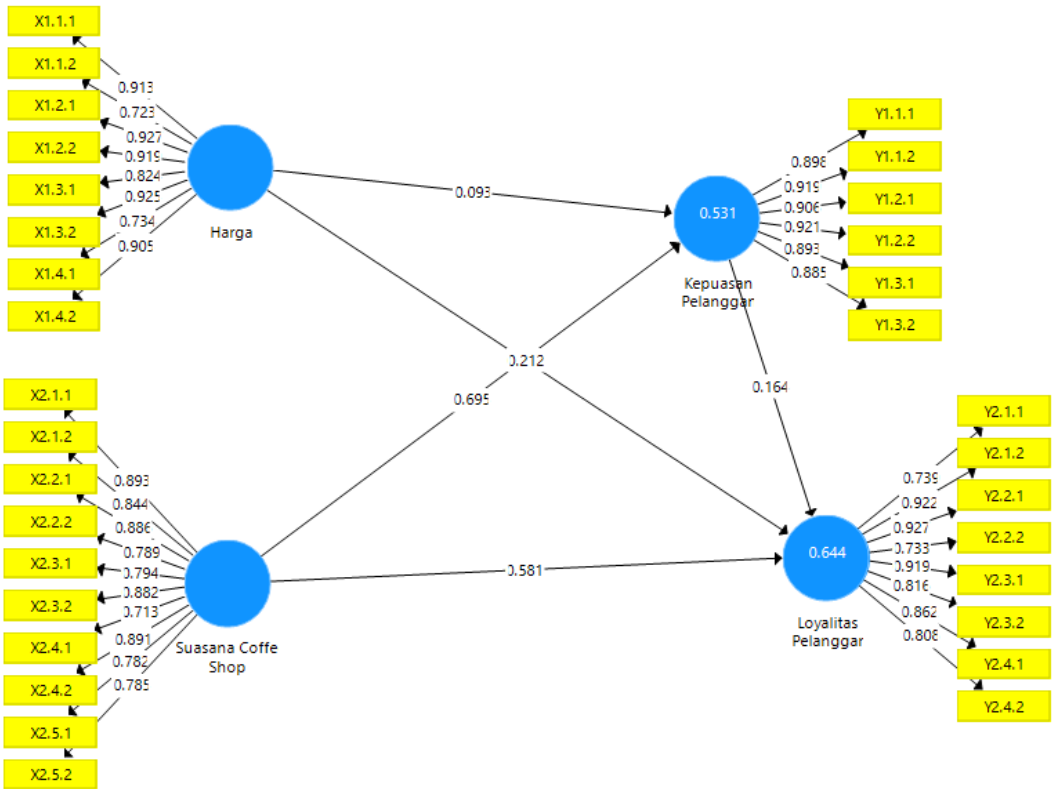 X1.1.1
X1.1.2
X1.2.1
X1.2.2
X1.3.1
X1.3.2
X1.4.1
X1.4.2
0.913
0.723
0.927
0.919
0.824
0.925
0.734
0.905
Harga
0.093
0.212
0.695
0.581
0.164
0.531
Kepuasan
Pelanggar
Y1.1.1
Y1.1.2
Y1.2.1
Y1.2.2
Y1.3.1
Y1.3.2
0.898
0.919
0.906
0.921
0.893
0.885
X2.1.1
X2.1.2
X2.2.1
X2.2.2
X2.3.1
X2.3.2
X2.4.1
X2.4.2
X2.5.1
X2.5.2
0.893
0.844
0.886
0.789
0.794
0.882
0.713
0.891
0.782
0.785
Suasana Coffe
Shop
0.644
Loyalitas
Pelanggar
0.739
0.922
0.927
0.733
0.919
0.816
0.862
0.808
Y2.1.1
Y2.1.2
Y2.2.1
Y2.2.2
Y2.3.1
Y2.3.2
Y2.4.1
Y2.4.2